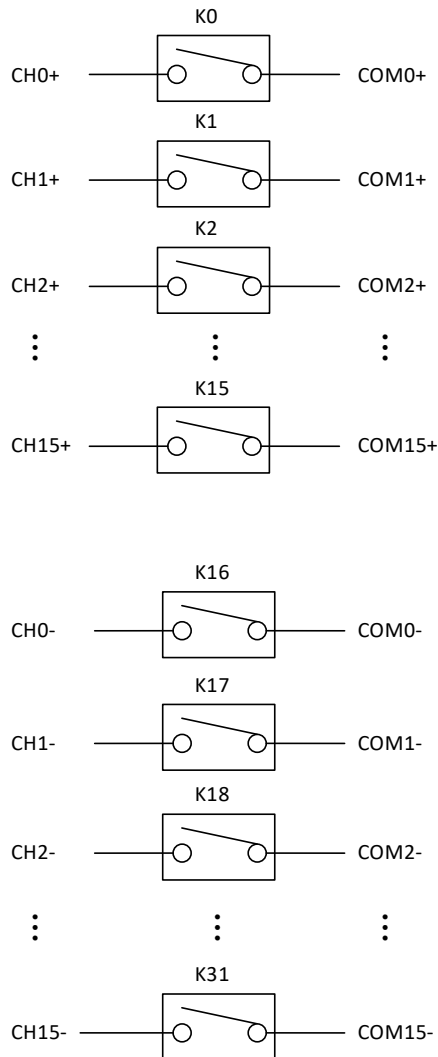 K0
CH0+ COM0+
K1
CH1+ COM1+
K2
CH2+ COM2+
K15
CH15+ COM15+
K16
CH0- COM0-
K17
CH1- COM1-
K18
CH2- COM2-
K31
CH15- COM15-